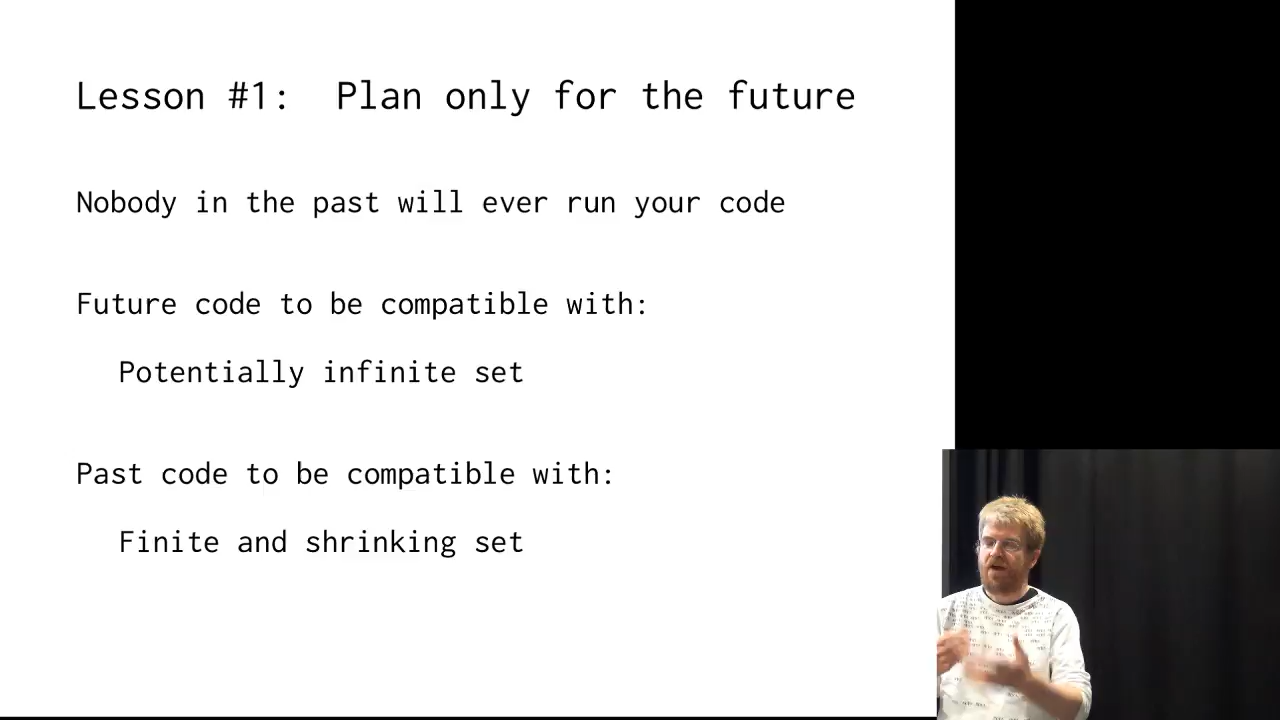 Lesson #1:  Plan only for the future
Nobody in the past will ever run your code
Future code to be compatible with:
Potentially infinite set
Past code to be compatible with:
Finite and shrinking set